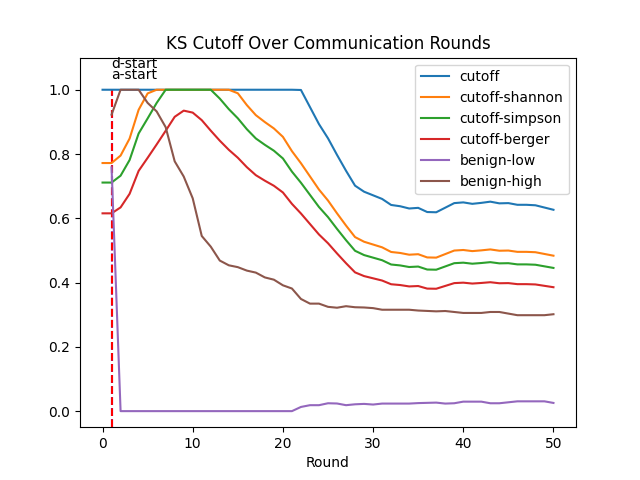 KS Cutoff Over Communication Rounds
d-start
a-start
cutoff
cutoff-shannon
cutoff-simpson
cutoff-berger
benign-low
benign-high
1.0
0.8
0.6
0.4
0.2
0.0
0 10 20 30 40 50
Round